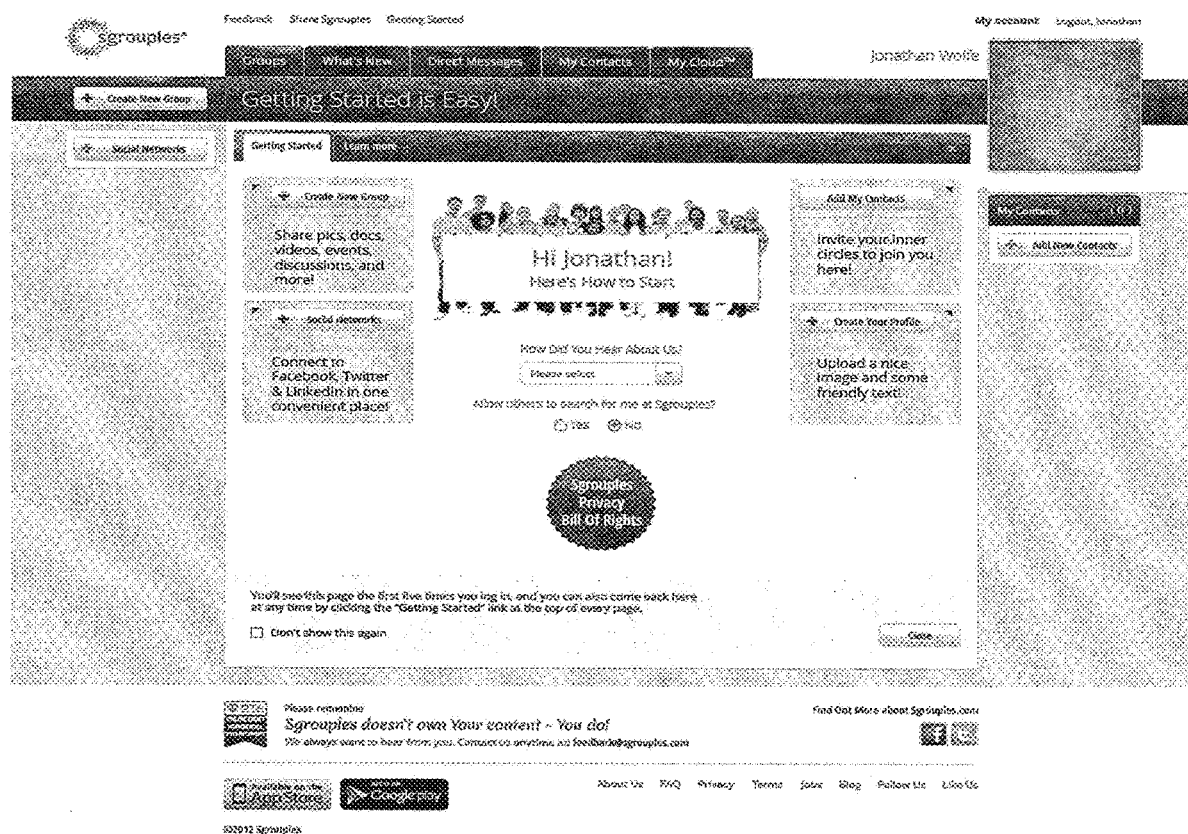 sgrouples
Feedback Share Sgrouples Getting Started
My account Logout, Jonathan
Groups What's New Direct Messages My Contacts My Cloud
Jonathan Wolfe
+ Create New Group
Getting Started is Easy!
+ Social Networks
Getting Started Learn more
+ Create New Group
Share pics, docs,
videos, events,
discussions, and
more!
Hi Jonathan!
Here's How to Start
Add My Contacts
Invite your inner
circles to join you
here!
My Contacts
+ Add New Contacts
+ Social Networks
Connect to
Facebook, Twitter
& LinkedIn in one
convenient place!
How Did You Hear About Us?
Please select
Allow others to search for me at Sgrouples?
Yes No
+ Create Your Profile
Upload a nice
image and some
friendly text!
Sgrouples
Privacy
Bill Of Rights
You'll see this page the first five times you log in, and you can also come back here
at any time by clicking the "Getting Started" link at the top of every page.
Don't show this again
Close
Please remember
Sgrouples doesn't own Your content - You do!
We always want to hear from you. Contact us anytime at feedback@sgrouples.com
Find Out More about Sgrouples.com
Available on the
App Store
Google play
About Us FAQ Privacy Terms Jobs Blog Follow Us Like Us
©2012 Sgrouples